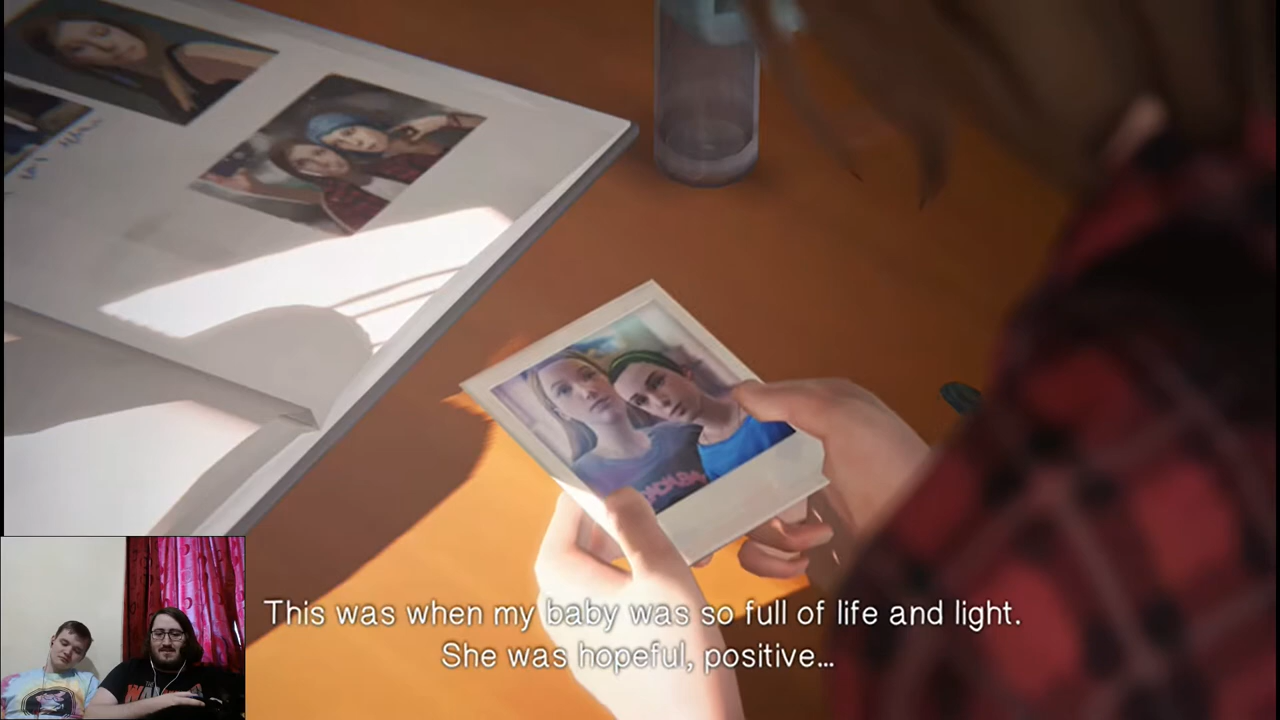 This was when my baby was so full of life and light.
She was hopeful, positive...